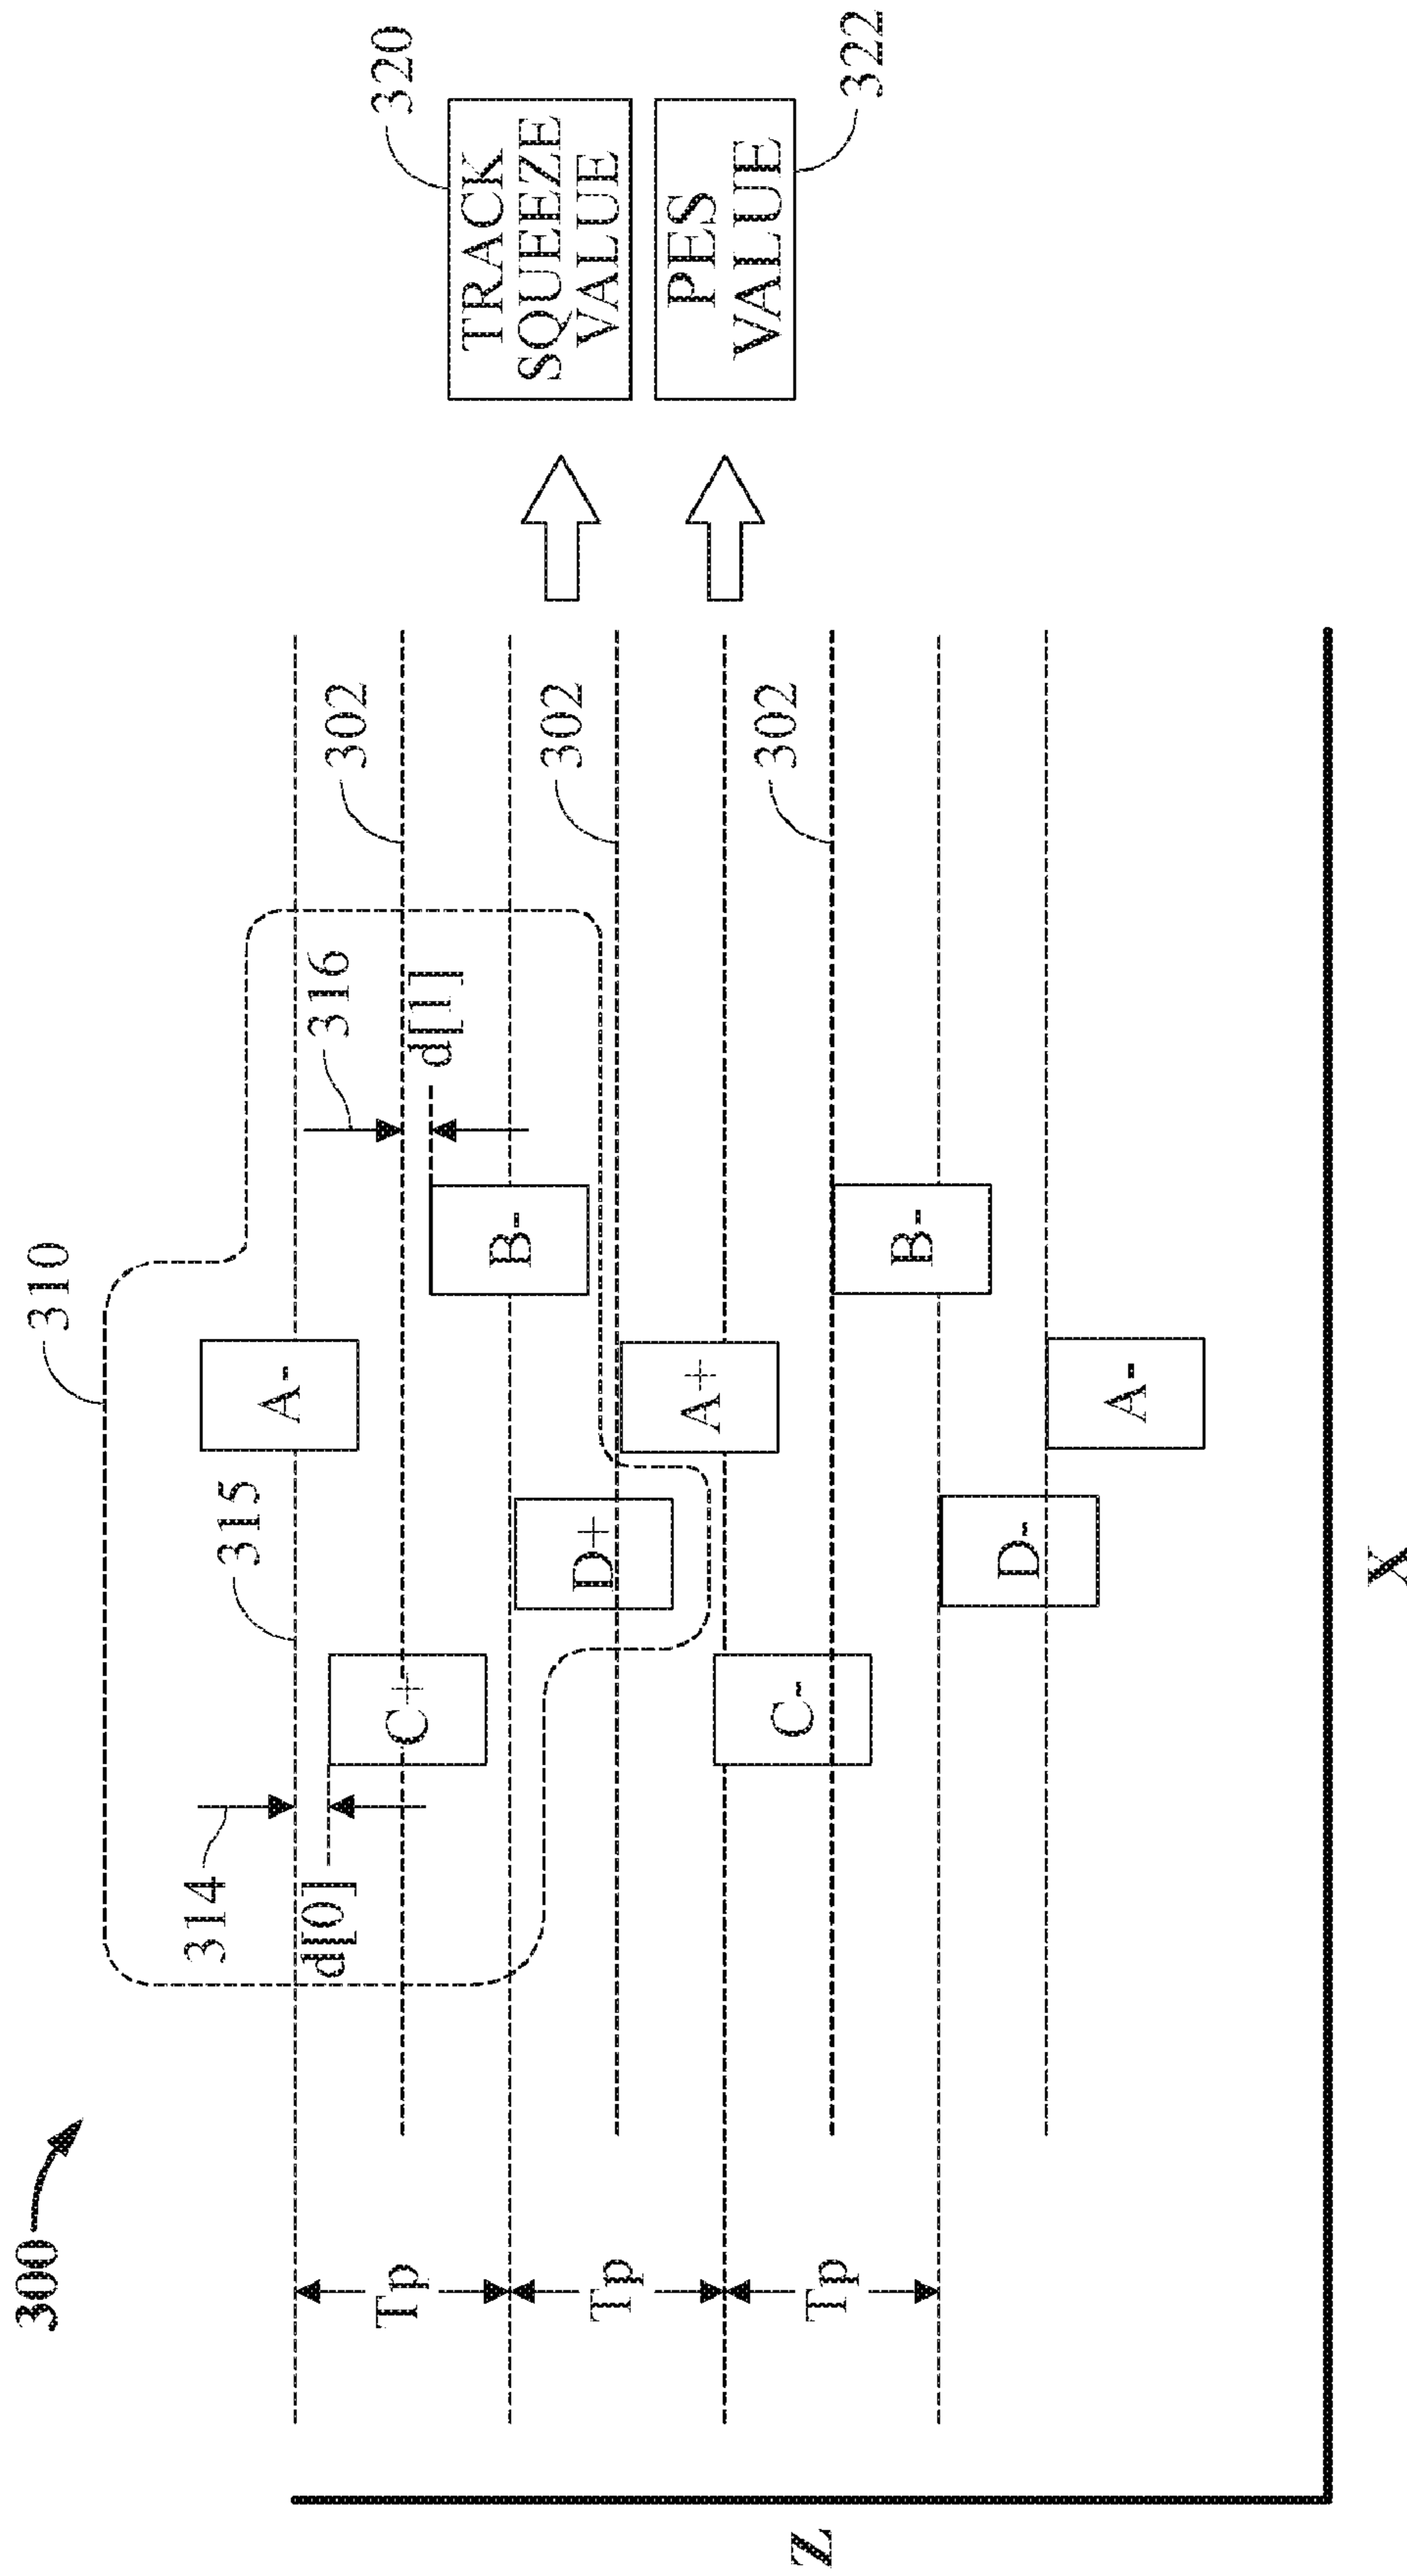 300
310
315
314
d[0]
316
d[1]
302
302
302
A-
C+
B-
D+
A+
C-
B-
D-
A-
Tp
Tp
Tp
TRACK
SQUEEZE
VALUE
320
PES
VALUE
322
Z
X